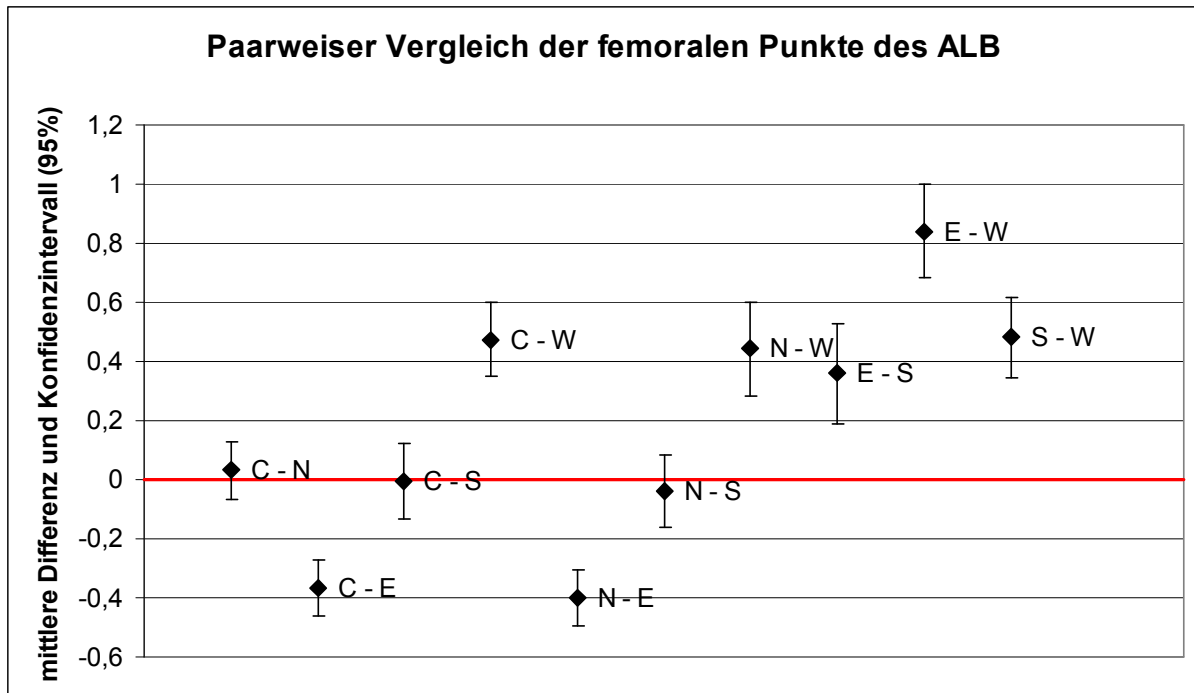 Paarweiser Vergleich der femoralen Punkte des ALB
mittlere Differenz und Konfidenzintervall (95%)
1,2
1
0,8
0,6
0,4
0,2
0
-0,2
-0,4
-0,6
C - N
C - E
C - S
C - W
N - E
N - S
N - W
E - S
E - W
S - W